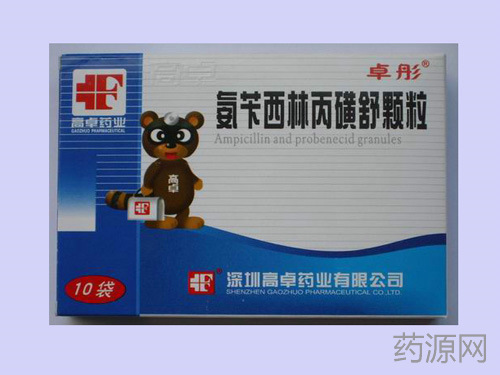 高卓药业
GAOZHUO PHARMACEUTICAL
高卓
卓彤®
氨苄西林丙磺舒颗粒
Ampicillin and probenecid granules
高卓
10袋
深圳高卓药业有限公司
SHENZHEN GAOZHUO PHARMACEUTICAL CO.,LTD.
药源网